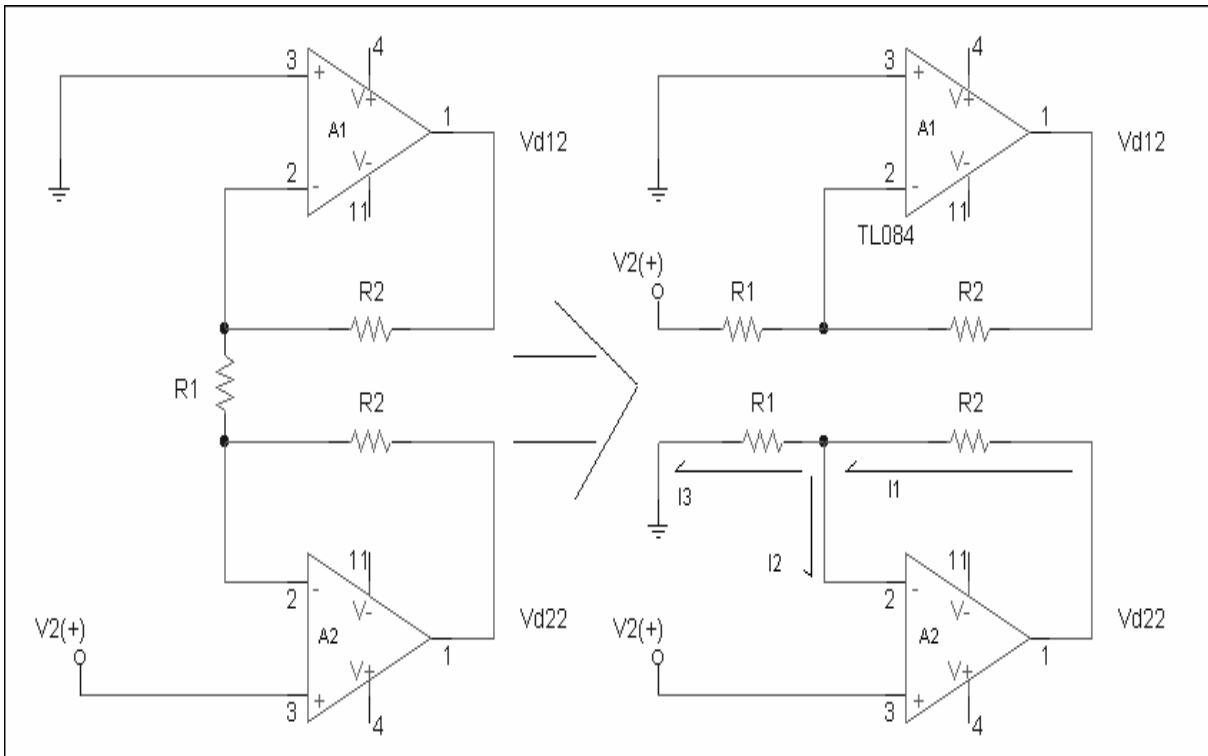 3
+
4
V+
A1
1
Vd12
V-
2
-
11
R2
R1
R2
11
2
-
V-
A2
1
Vd22
V2(+)
V+
3
+
4
3
+
4
V+
A1
1
Vd12
V-
2
-
11
TL084
V2(+)
R1
R2
R1
R2
I3
I1
I2
11
2
-
V-
A2
1
Vd22
V2(+)
V+
3
+
4